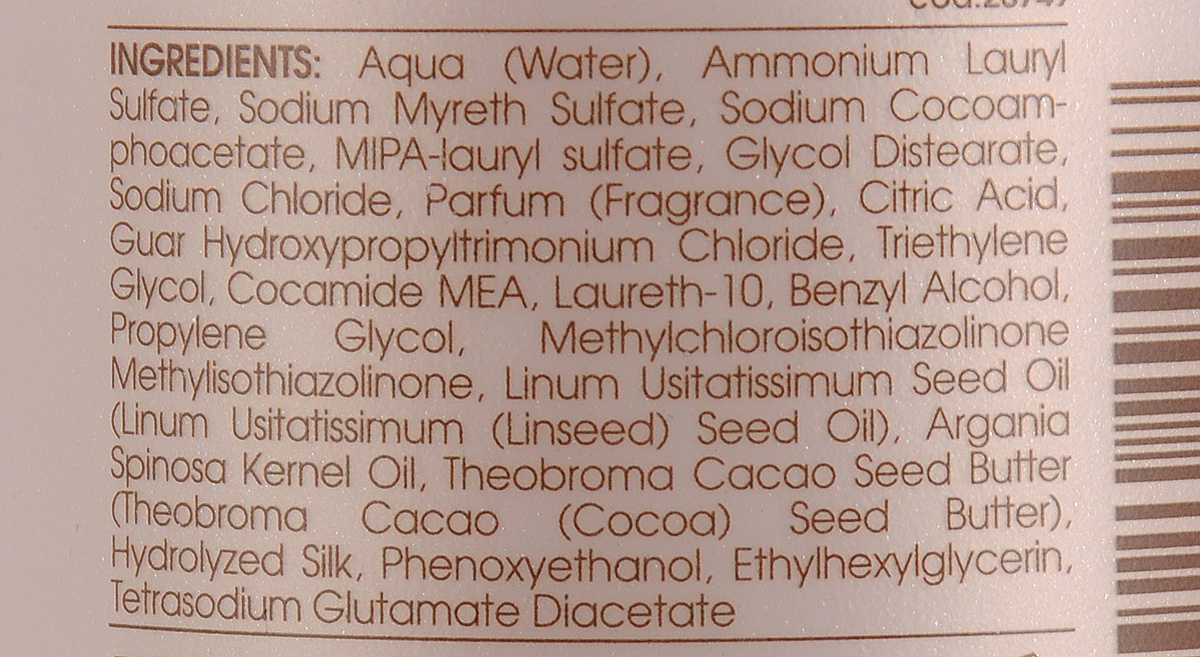 INGREDIENTS: Aqua (Water), Ammonium Lauryl
Sulfate, Sodium Myreth Sulfate, Sodium Cocoam-
phoacetate, MIPA-lauryl sulfate, Glycol Distearate,
Sodium Chloride, Parfum (Fragrance), Citric Acid,
Guar Hydroxypropyltrimonium Chloride, Triethylene
Glycol, Cocamide MEA, Laureth-10, Benzyl Alcohol,
Propylene Glycol, Methylchloroisothiazolinone
Methylisothiazolinone, Linum Usitatissimum Seed Oil
(Linum Usitatissimum (Linseed) Seed Oil), Argania
Spinosa Kernel Oil, Theobroma Cacao Seed Butter
(Theobroma Cacao (Cocoa) Seed Butter),
Hydrolyzed Silk, Phenoxyethanol, Ethylhexylglycerin,
Tetrasodium Glutamate Diacetate